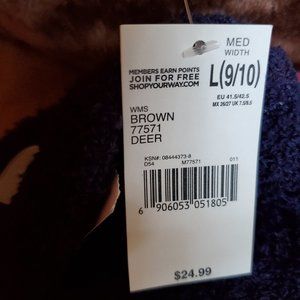 MED
WIDTH
MEMBERS EARN POINTS
JOIN FOR FREE
SHOPYOURWAY.COM
L(9/10)
EU 41.5/42.5
MX 26/27 UK 7.5/8.5
WMS
BROWN
77571
DEER
KSN#: 08444373-8
D54 M77571 011
6 906053 051805
$24.99